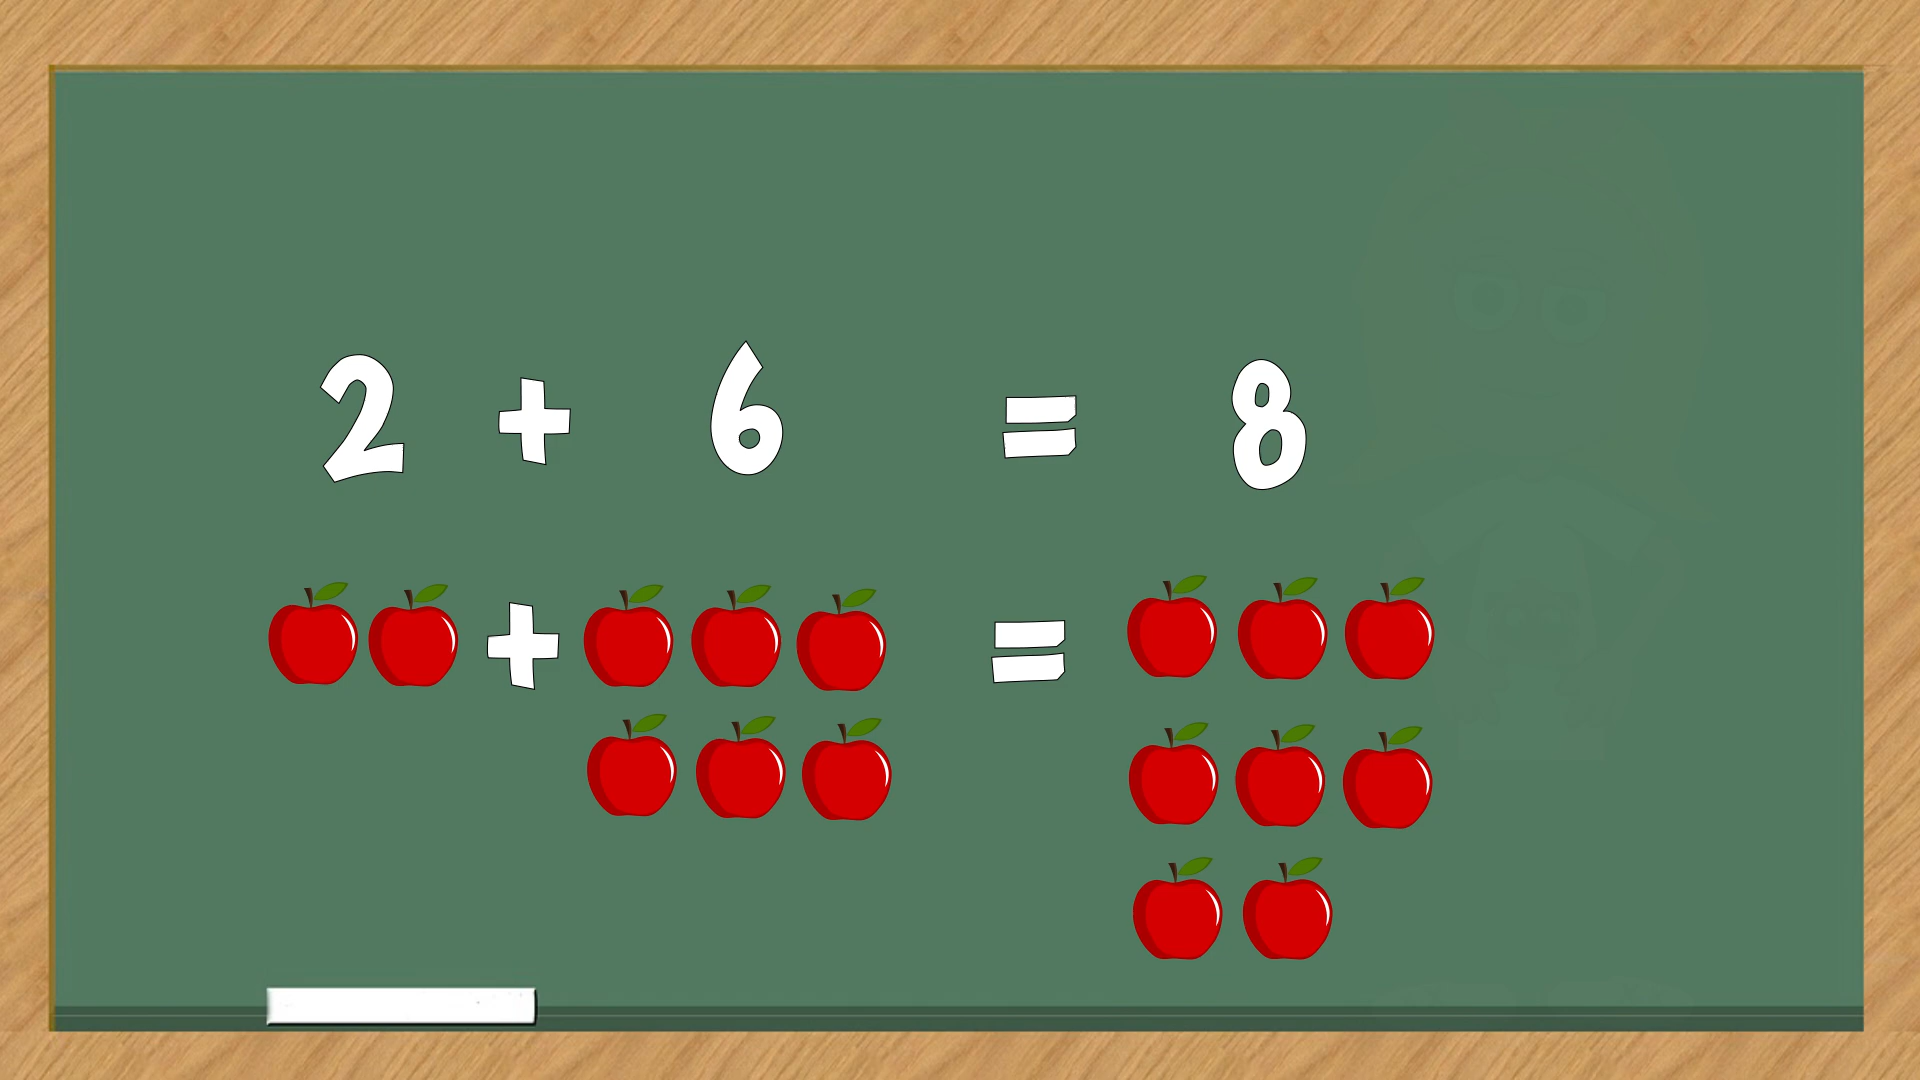 2 + 6 = 8
+ =